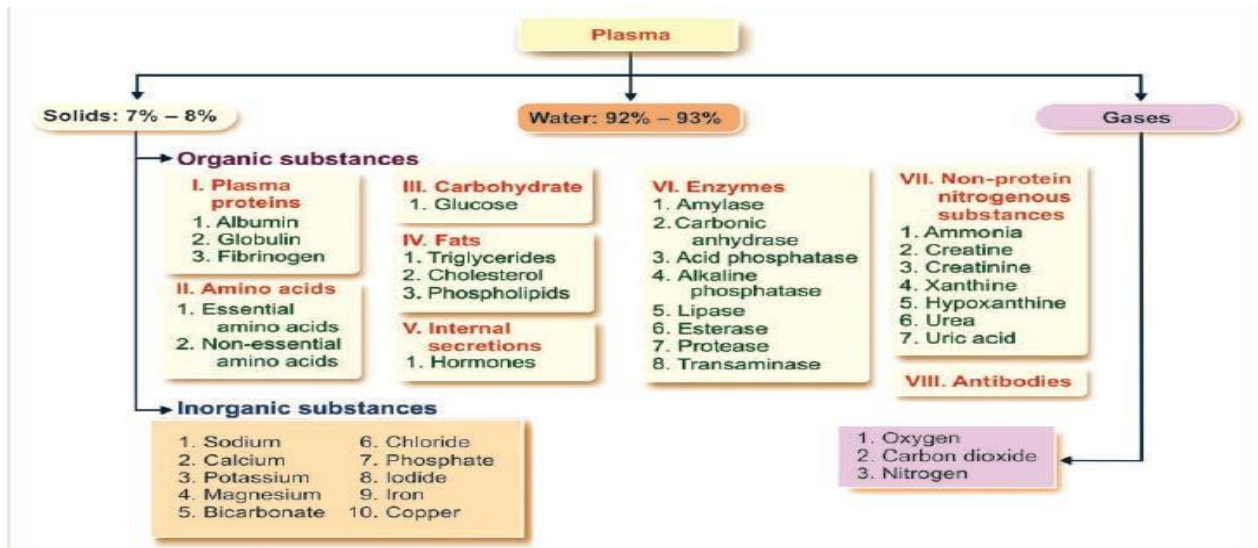 Plasma
Solids: 7% – 8%
Water: 92% – 93%
Gases
Organic substances
I. Plasma
proteins
1. Albumin
2. Globulin
3. Fibrinogen
II. Amino acids
1. Essential
amino acids
2. Non-essential
amino acids
III. Carbohydrate
1. Glucose
IV. Fats
1. Triglycerides
2. Cholesterol
3. Phospholipids
V. Internal
secretions
1. Hormones
VI. Enzymes
1. Amylase
2. Carbonic
anhydrase
3. Acid phosphatase
4. Alkaline
phosphatase
5. Lipase
6. Esterase
7. Protease
8. Transaminase
VII. Non-protein
nitrogenous
substances
1. Ammonia
2. Creatine
3. Creatinine
4. Xanthine
5. Hypoxanthine
6. Urea
7. Uric acid
VIII. Antibodies
Inorganic substances
1. Sodium
2. Calcium
3. Potassium
4. Magnesium
5. Bicarbonate
6. Chloride
7. Phosphate
8. Iodide
9. Iron
10. Copper
1. Oxygen
2. Carbon dioxide
3. Nitrogen